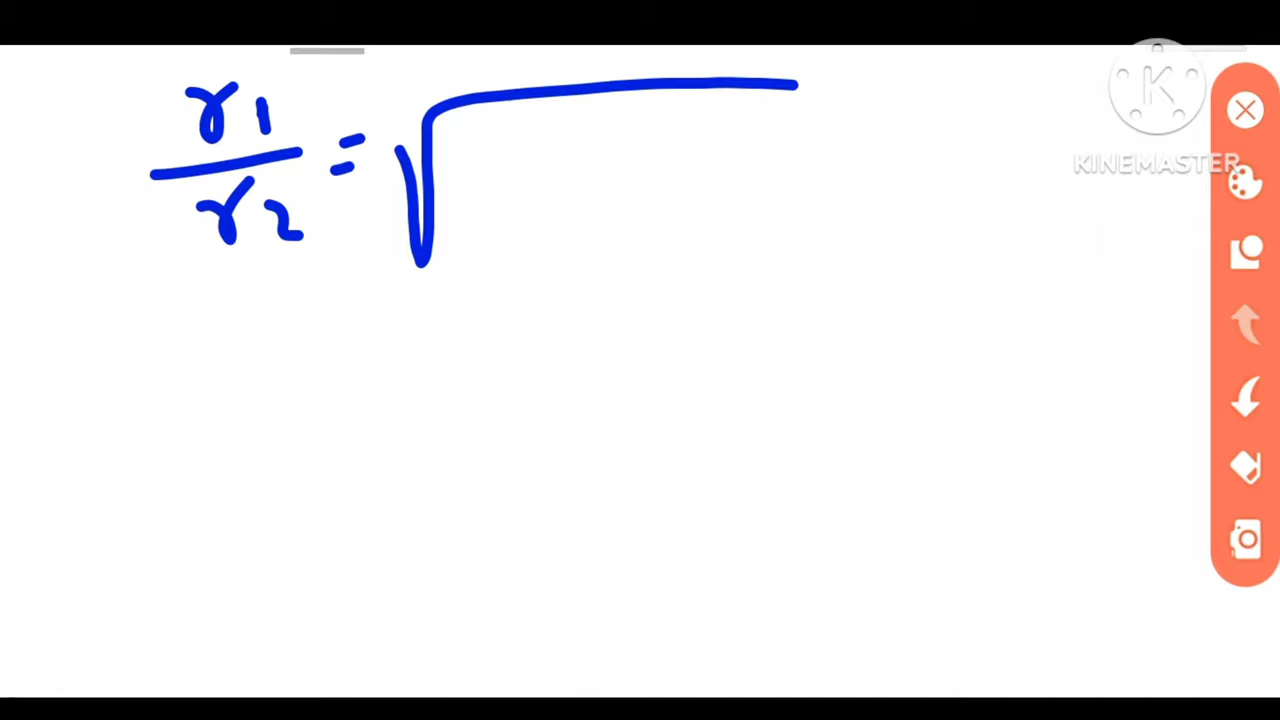 r1/r2 = √
KINEMASTER